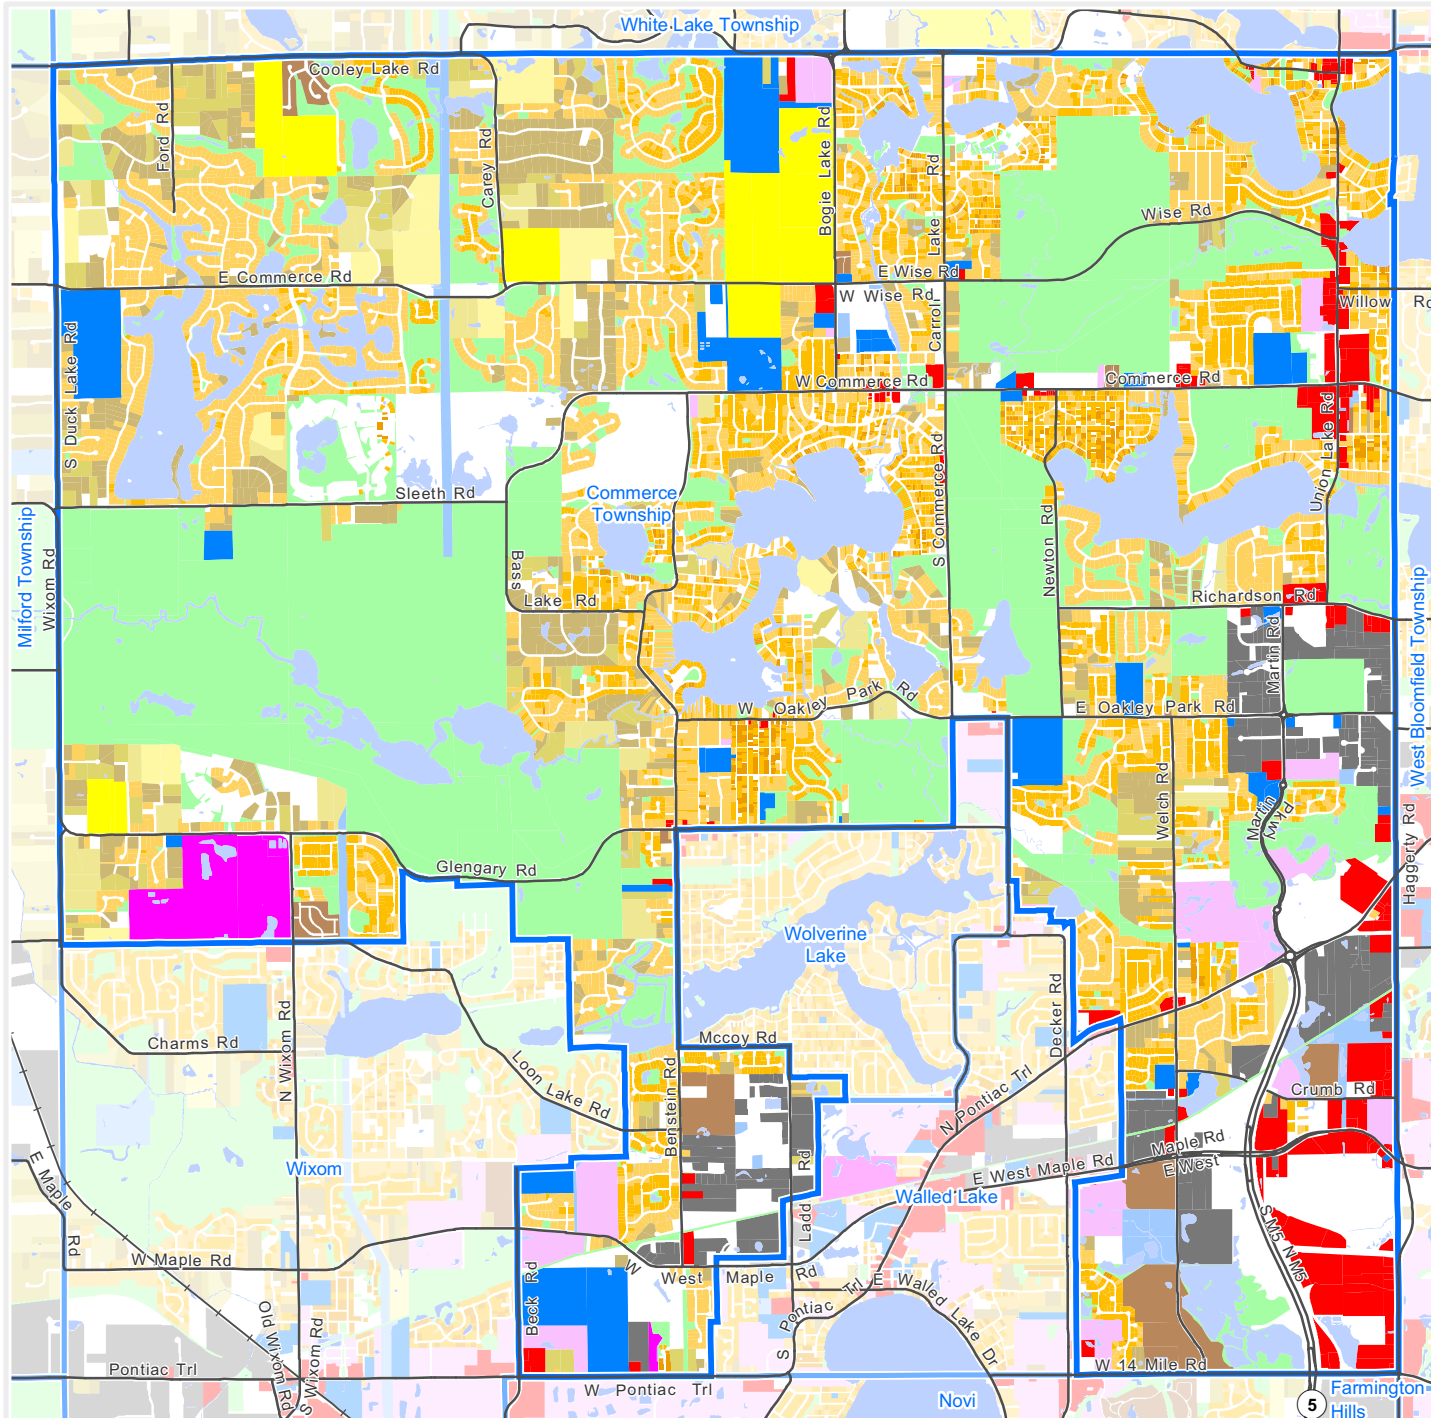 White Lake Township
Cooley Lake Rd
Ford Rd
Carey Rd
Bogie Lake Rd
Carroll Lake Rd
Wise Rd
E Wise Rd
E Commerce Rd
W Wise Rd
Willow Rd
S Duck Lake Rd
W Commerce Rd
Commerce Rd
Union Lake Rd
Sleeth Rd
Commerce
Township
S Commerce Rd
Newton Rd
Milford Township
Wixom Rd
Bass Lake Rd
Richardson Rd
Martin Rd
West Bloomfield Township
W Oakley Park Rd
E Oakley Park Rd
Welch Rd
Martin Pkwy
Haggerty Rd
Glengary Rd
Wolverine
Lake
Decker Rd
N Wixom Rd
Charms Rd
Loon Lake Rd
Benstein Rd
Mccoy Rd
N Pontiac Trl
Crumb Rd
Maple Rd
E West
E West Maple Rd
E Maple Rd
Wixom
Walled Lake
Ladd Rd
W Maple Rd
W West Maple Rd
S M5 N M5
Beck Rd
S Pontiac Trl
E Walled Lake Dr
Old Wixom Rd
S Wixom Rd
Pontiac Trl
W Pontiac Trl
W 14 Mile Rd
Novi
5
Farmington
Hills